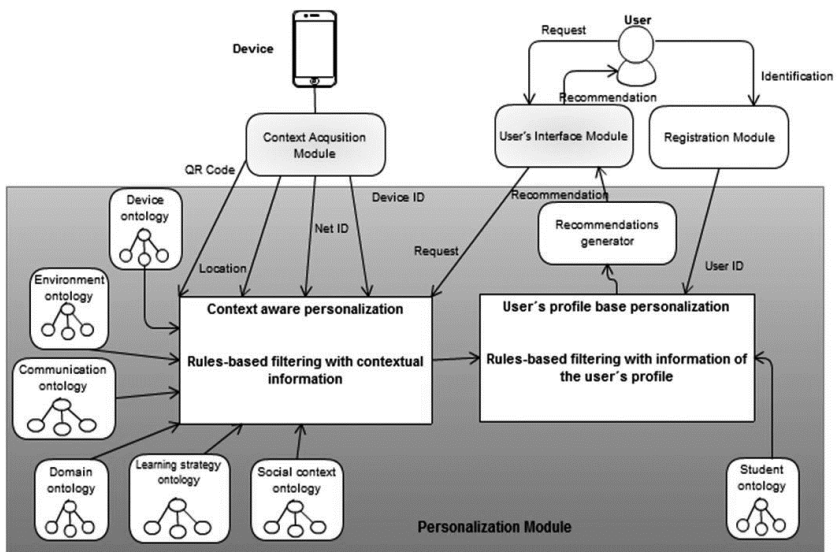 User
Request
Device
Identification
Recommendation
Context Acqusition
Module
User's Interface Module
Registration Module
QR Code
Device
ontology
Device ID
Recommendation
Net ID
Recommendations
generator
Request
Location
User ID
Environment
ontology
Context aware personalization
Rules-based filtering with contextual
information
User´s profile base personalization
Rules-based filtering with information of
the user´s profile
Communication
ontology
Domain
ontology
Learning strategy
ontology
Social context
ontology
Student
ontology
Personalization Module